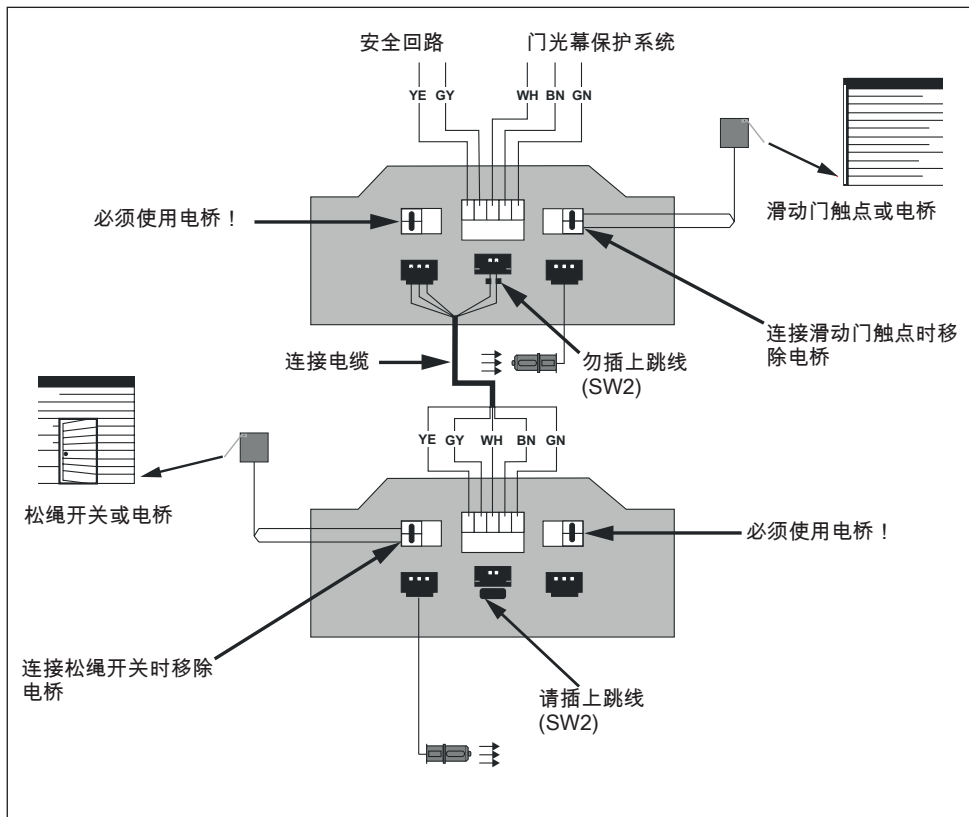 安全回路
门光幕保护系统
YE GY WH BN GN
必须使用电桥！
滑动门触点或电桥
连接滑动门触点时移
除电桥
连接电缆
勿插上跳线
(SW2)
YE GY WH BN GN
松绳开关或电桥
必须使用电桥！
连接松绳开关时移除
电桥
请插上跳线
(SW2)